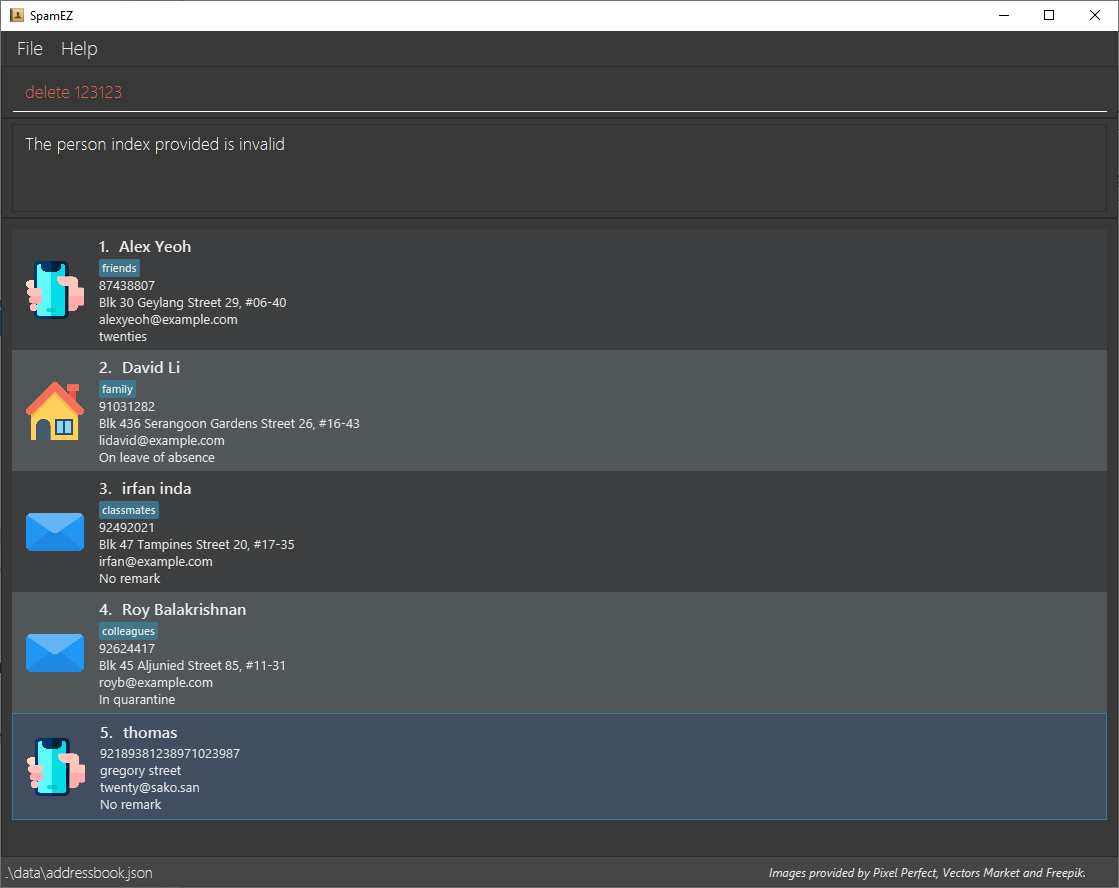 SpamEZ
File Help
delete 123123
The person index provided is invalid
1. Alex Yeoh
friends
87438807
Blk 30 Geylang Street 29, #06-40
alexyeoh@example.com
twenties
2. David Li
family
91031282
Blk 436 Serangoon Gardens Street 26, #16-43
lidavid@example.com
On leave of absence
3. irfan inda
classmates
92492021
Blk 47 Tampines Street 20, #17-35
irfan@example.com
No remark
4. Roy Balakrishnan
colleagues
92624417
Blk 45 Aljunied Street 85, #11-31
royb@example.com
In quarantine
5. thomas
92189381238971023987
gregory street
twenty@sako.san
No remark
.\data\addressbook.json
Images provided by Pixel Perfect, Vectors Market and Freepik.